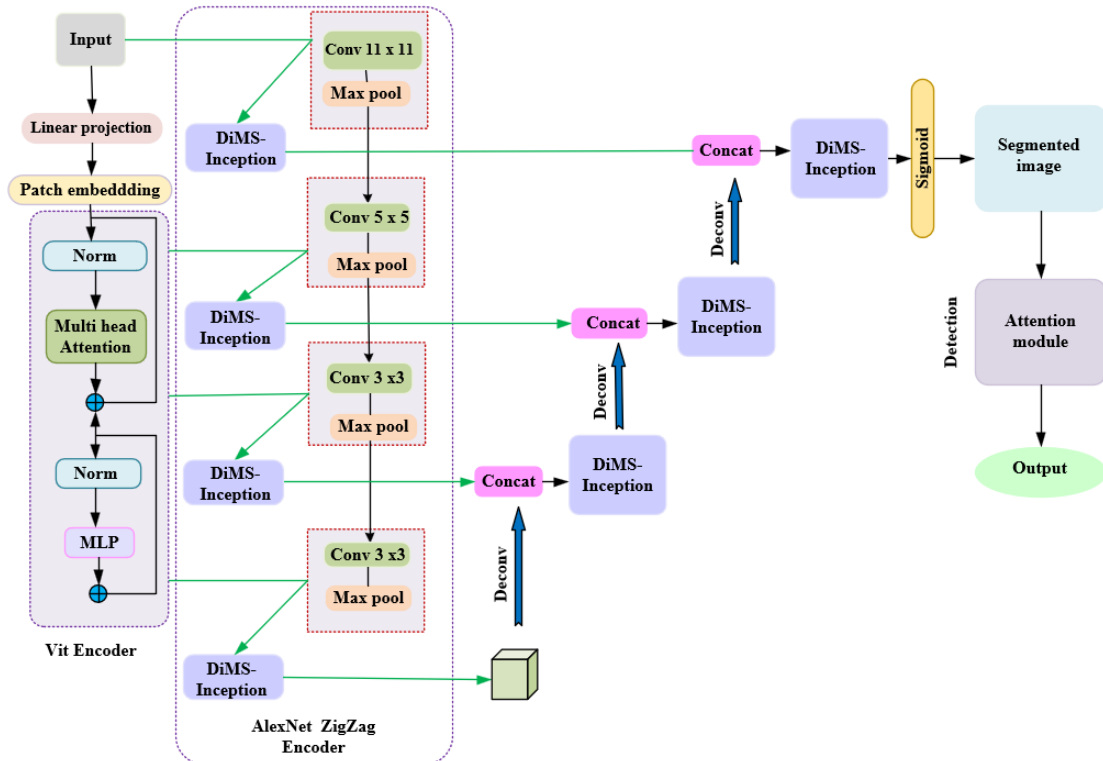 Input
Linear projection
Patch embeddding
Norm
Multi head
Attention
Norm
MLP
Vit Encoder
Conv 11 x 11
Max pool
DiMS-
Inception
Conv 5 x 5
Max pool
DiMS-
Inception
Conv 3 x3
Max pool
DiMS-
Inception
Conv 3 x3
Max pool
DiMS-
Inception
AlexNet ZigZag
Encoder
Deconv
Concat
DiMS-
Inception
Deconv
Concat
DiMS-
Inception
Deconv
Concat
DiMS-
Inception
Sigmoid
Segmented
image
Detection
Attention
module
Output